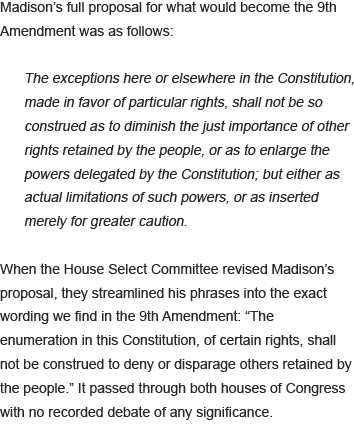 Madison’s full proposal for what would become the 9th
Amendment was as follows:
The exceptions here or elsewhere in the Constitution,
made in favor of particular rights, shall not be so
construed as to diminish the just importance of other
rights retained by the people, or as to enlarge the
powers delegated by the Constitution; but either as
actual limitations of such powers, or as inserted
merely for greater caution.
When the House Select Committee revised Madison’s
proposal, they streamlined his phrases into the exact
wording we find in the 9th Amendment: “The
enumeration in this Constitution, of certain rights, shall
not be construed to deny or disparage others retained by
the people.” It passed through both houses of Congress
with no recorded debate of any significance.